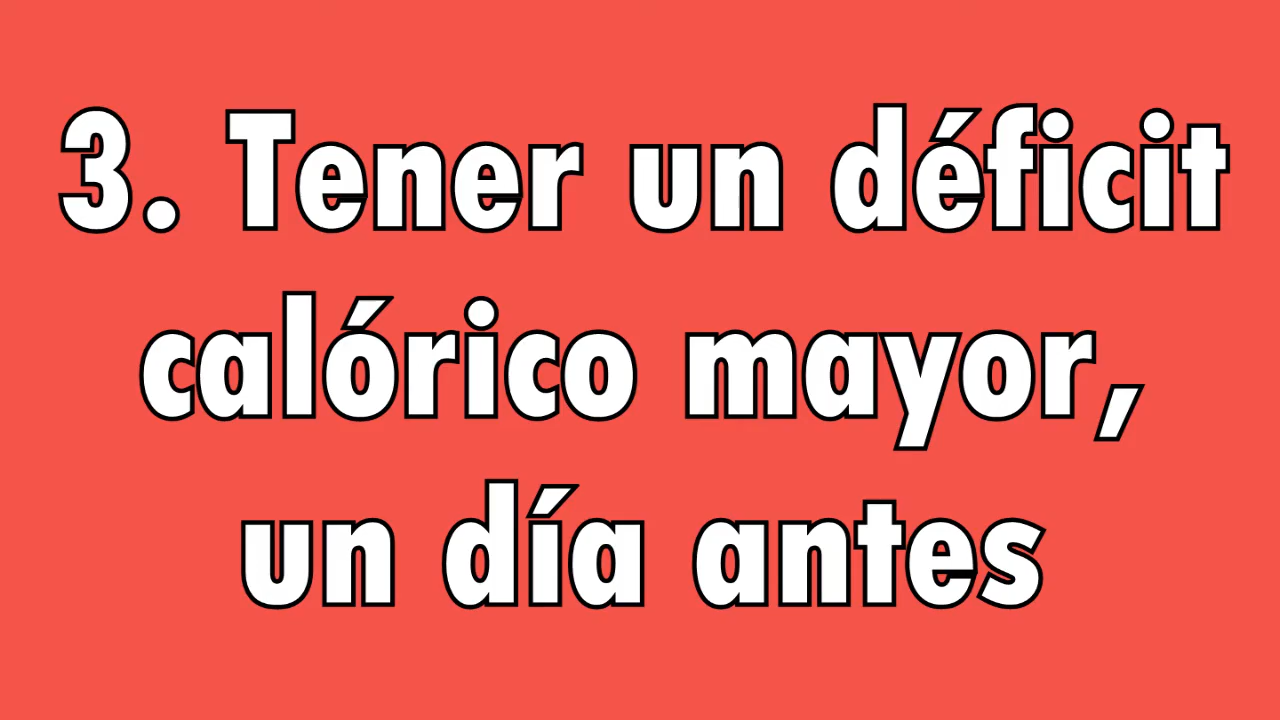 3. Tener un déficit
calórico mayor,
un día antes